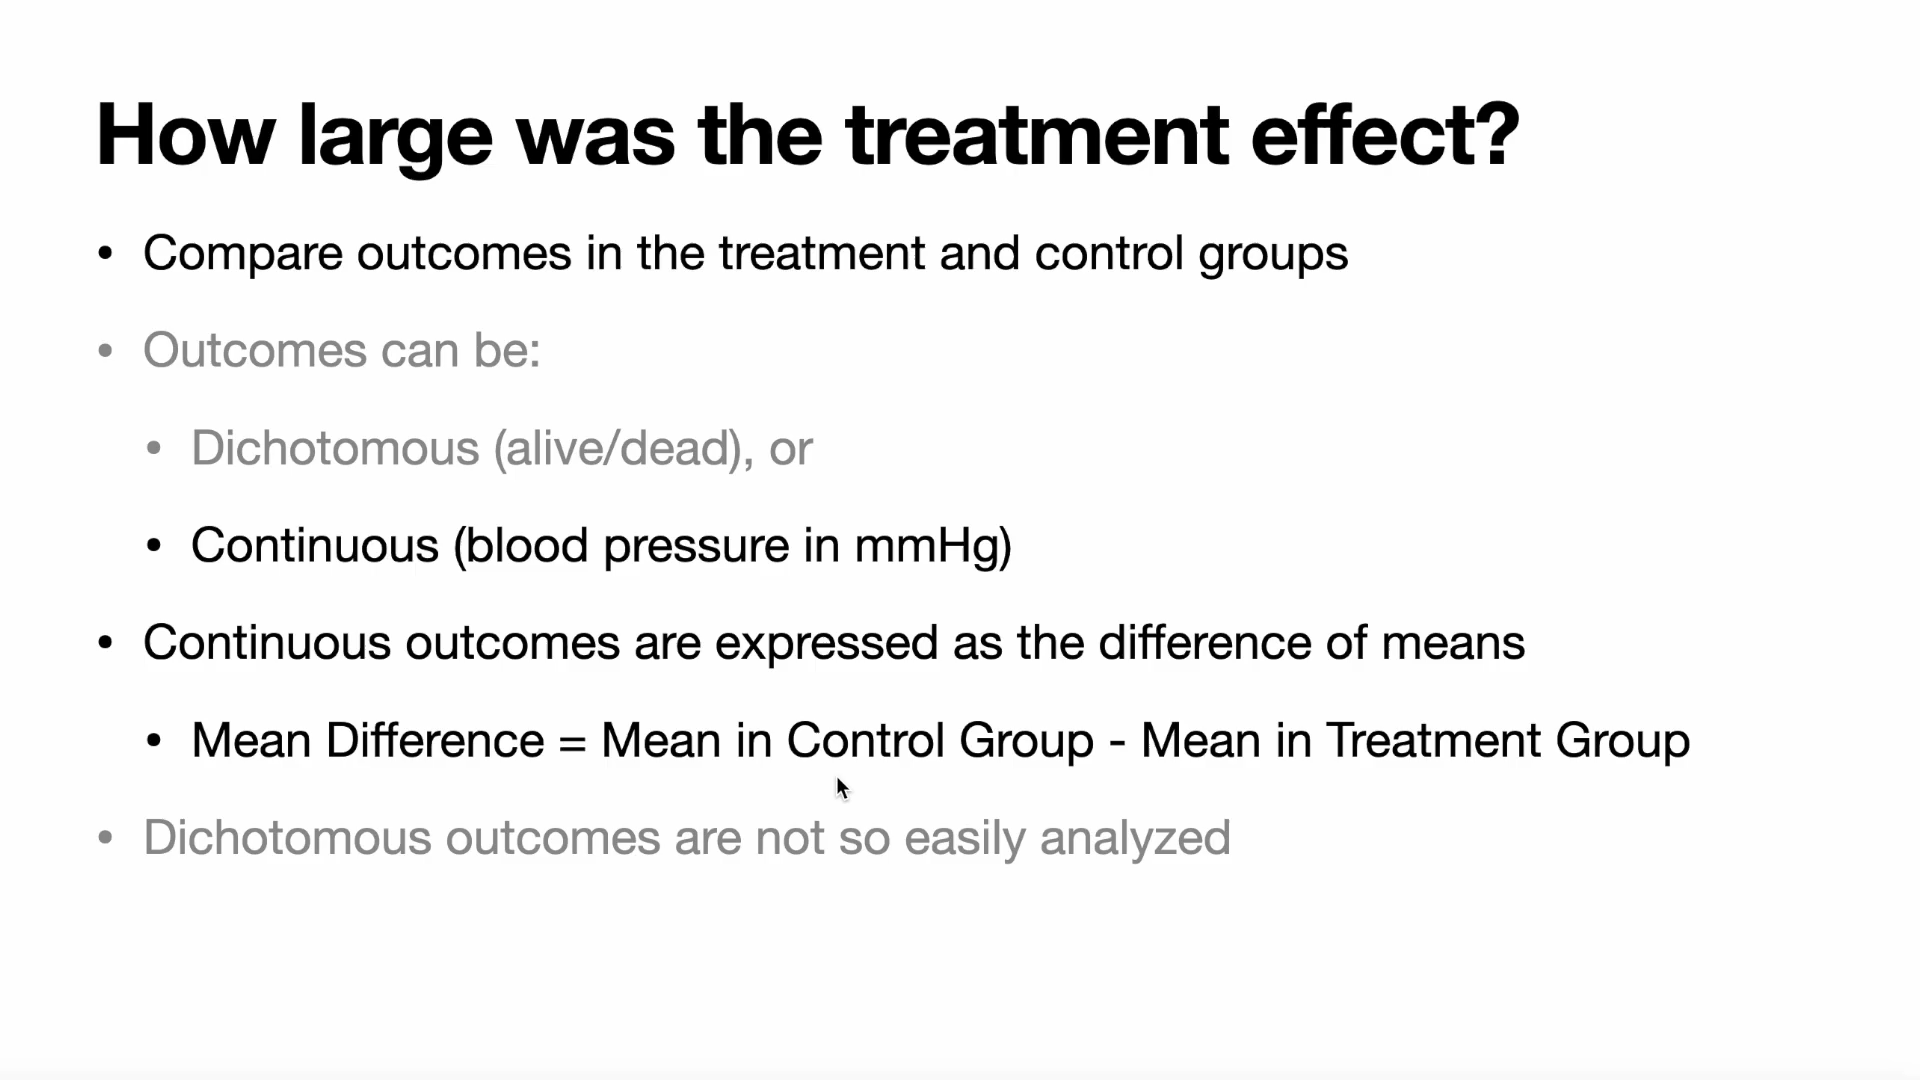 How large was the treatment effect?
• Compare outcomes in the treatment and control groups
• Outcomes can be:
• Dichotomous (alive/dead), or
• Continuous (blood pressure in mmHg)
• Continuous outcomes are expressed as the difference of means
• Mean Difference = Mean in Control Group - Mean in Treatment Group
• Dichotomous outcomes are not so easily analyzed